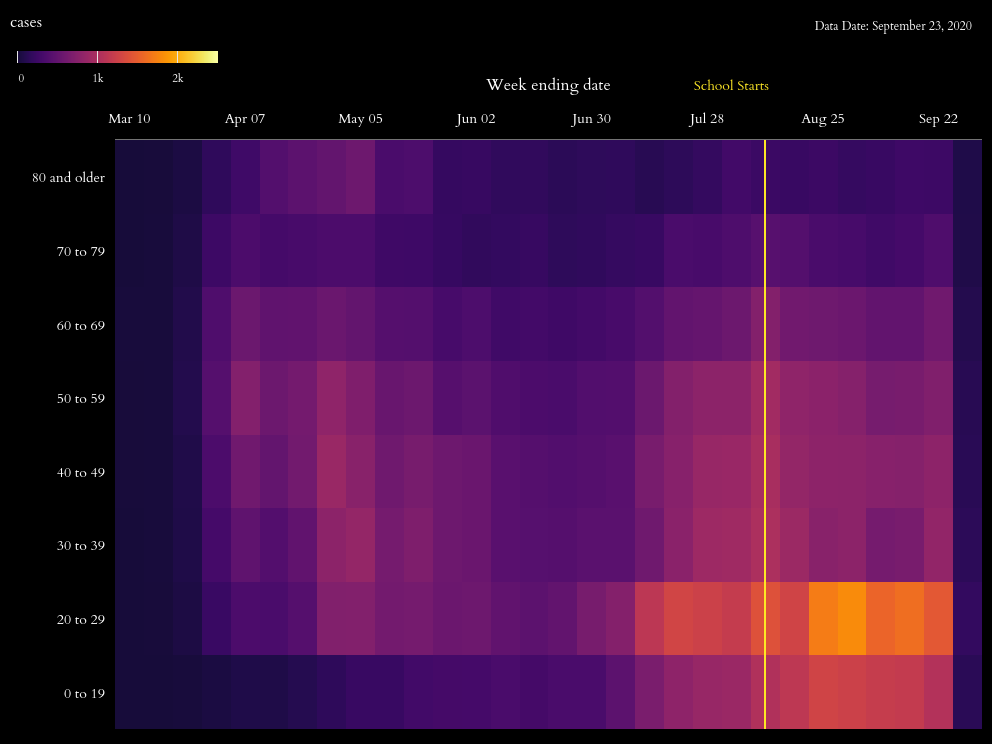 cases
Data Date: September 23, 2020
0 1k 2k
Week ending date
School Starts
Mar 10 Apr 07 May 05 Jun 02 Jun 30 Jul 28 Aug 25 Sep 22
80 and older
70 to 79
60 to 69
50 to 59
40 to 49
30 to 39
20 to 29
0 to 19